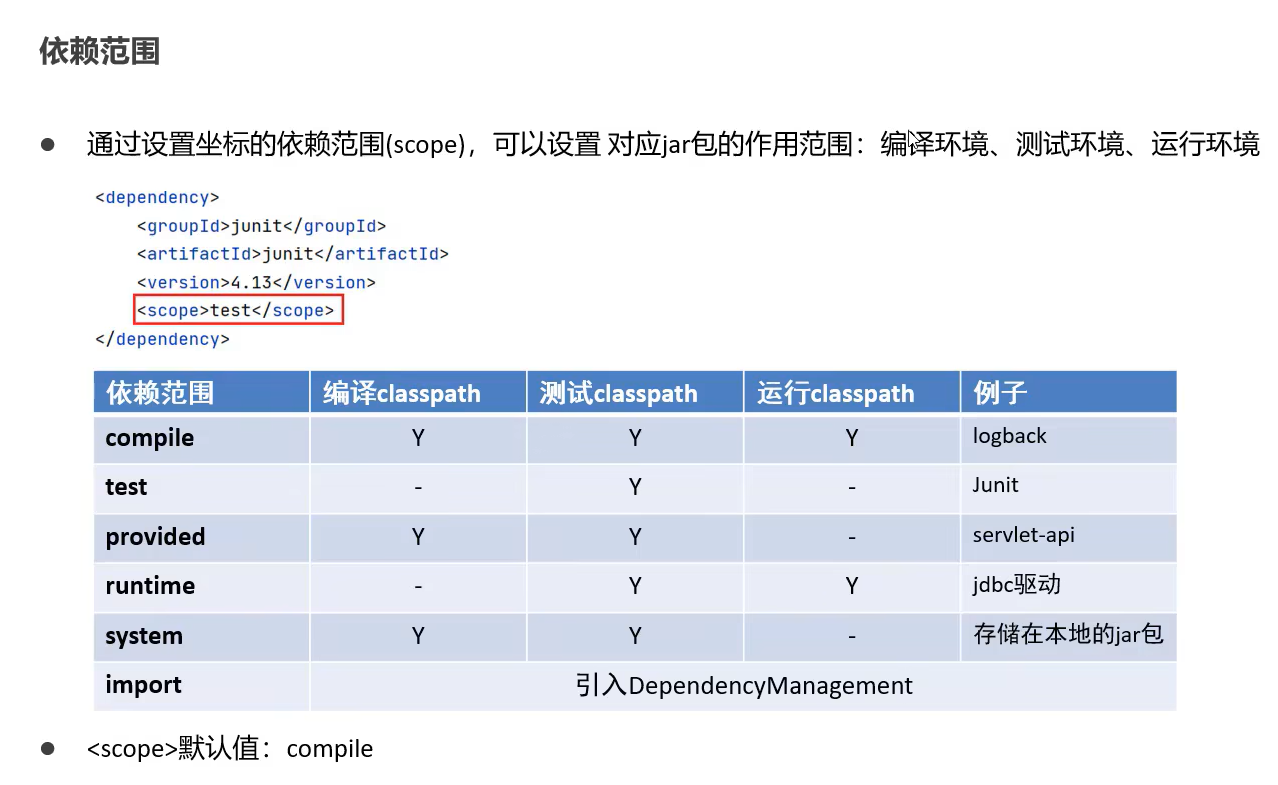 依赖范围
通过设置坐标的依赖范围(scope)，可以设置 对应jar包的作用范围：编译环境、测试环境、运行环境
<dependency>
<groupId>junit</groupId>
<artifactId>junit</artifactId>
<version>4.13</version>
<scope>test</scope>
</dependency>
依赖范围 编译classpath 测试classpath 运行classpath 例子
compile Y Y Y logback
test - Y - Junit
provided Y Y - servlet-api
runtime - Y Y jdbc驱动
system Y Y - 存储在本地的jar包
import 引入DependencyManagement
<scope>默认值：compile